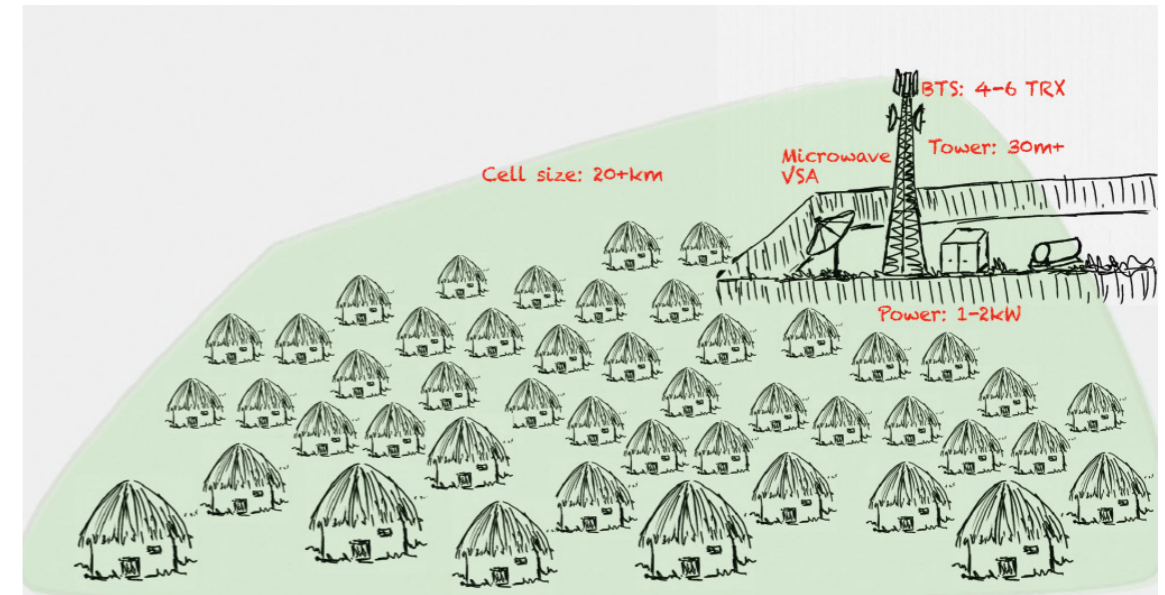 BTS: 4-6 TRX
Tower: 30m+
Microwave
VSA
Cell size: 20+km
Power: 1-2kW